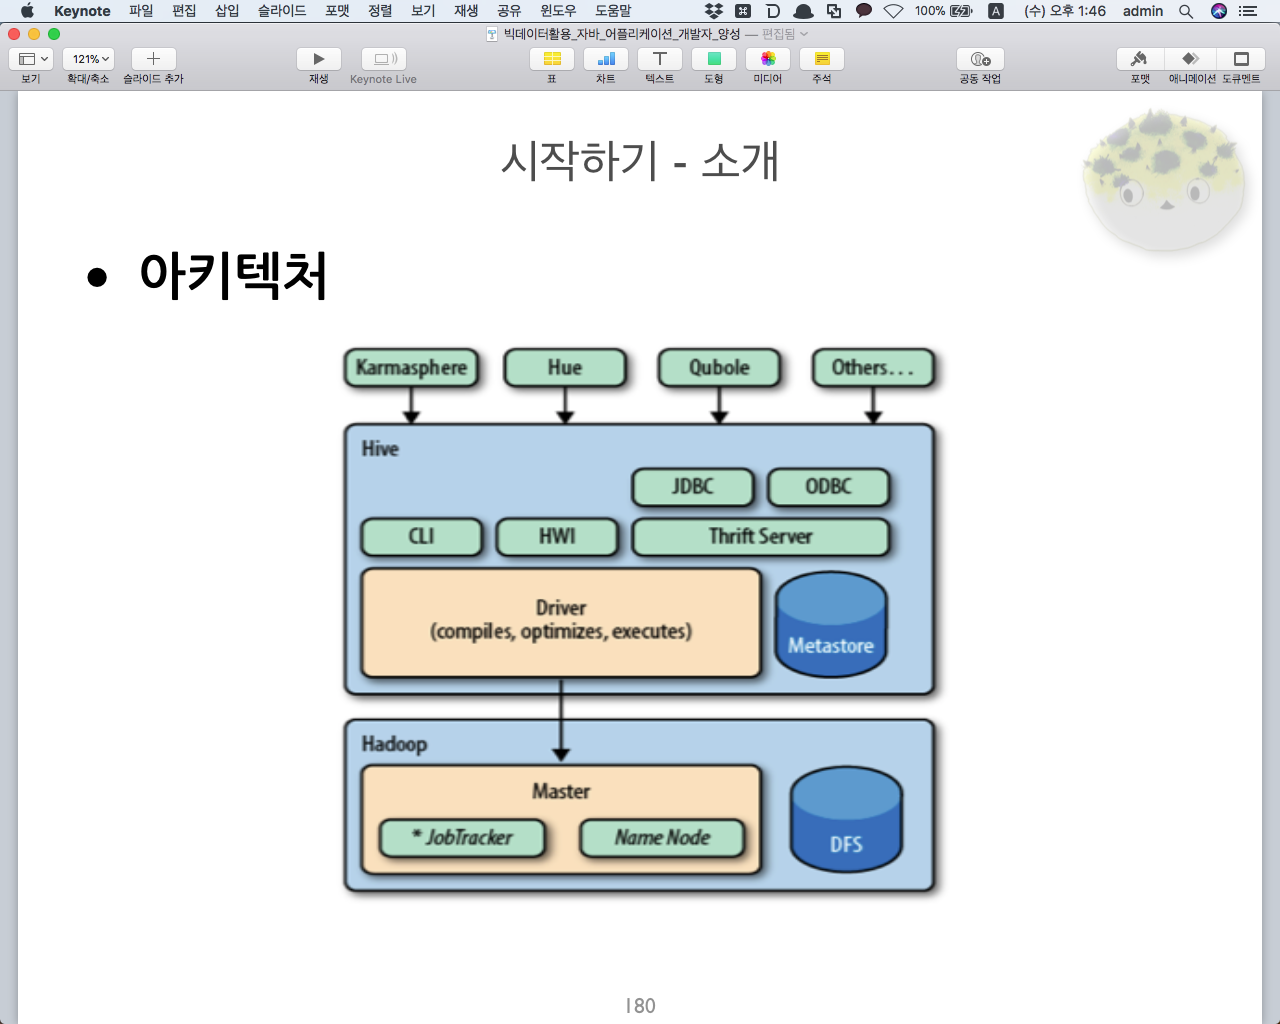 Keynote 파일 편집 삽입 슬라이드 포맷 정렬 보기 재생 공유 윈도우 도움말 100% A (수) 오후 1:46 admin
빅데이터활용_자바_어플리케이션_개발자_양성 — 편집됨
121%
보기 확대/축소 슬라이드 추가 재생 Keynote Live 표 차트 텍스트 도형 미디어 주석 공동 작업 포맷 애니메이션 도큐멘트
시작하기 - 소개
• 아키텍처
Karmasphere Hue Qubole Others...
Hive
JDBC ODBC
CLI HWI Thrift Server
Driver
(compiles, optimizes, executes)
Metastore
Hadoop
Master
* JobTracker Name Node
DFS
180